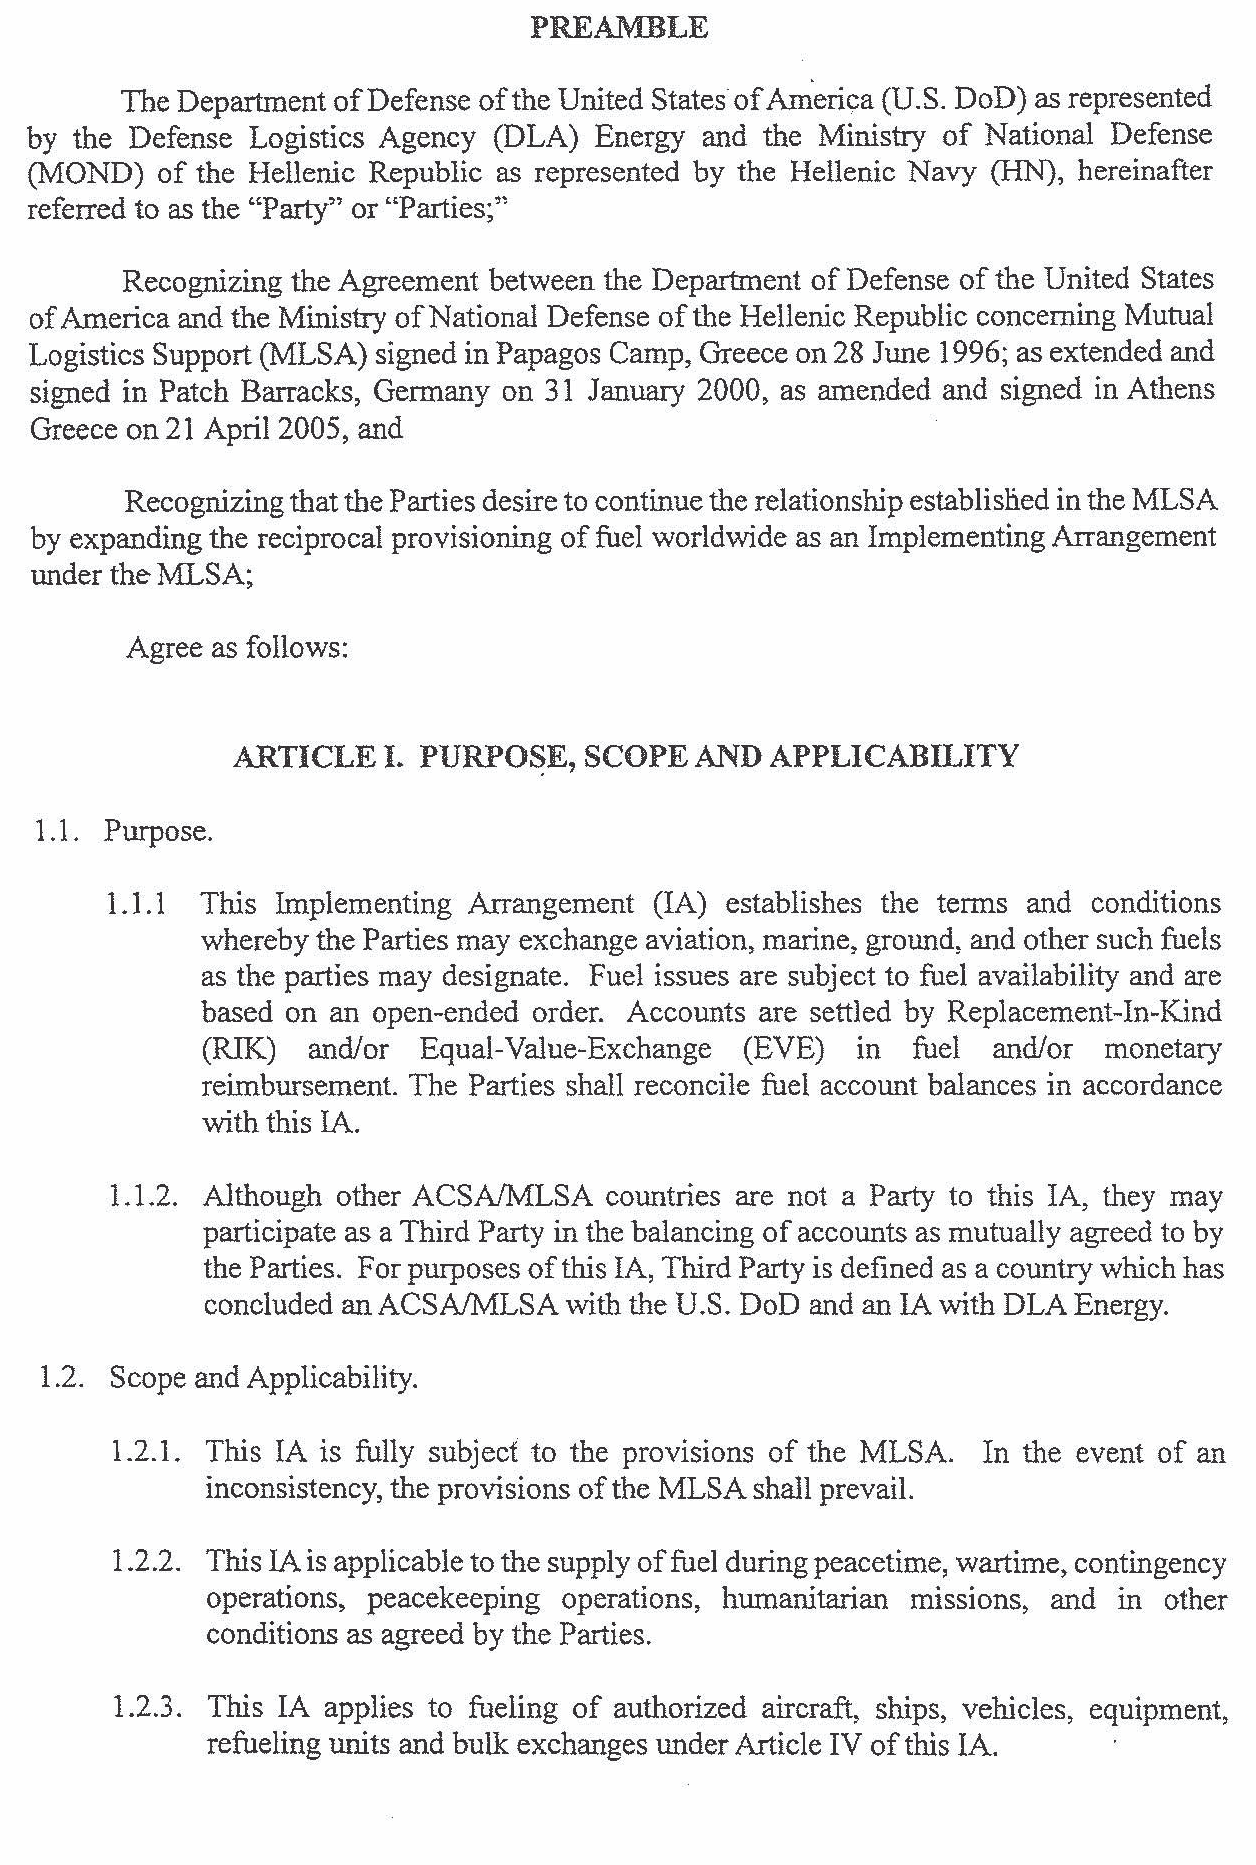 PREAMBLE
The Department of Defense of the United States of America (U.S. DoD) as represented
by the Defense Logistics Agency (DLA) Energy and the Ministry of National Defense
(MOND) of the Hellenic Republic as represented by the Hellenic Navy (HN), hereinafter
referred to as the “Party” or “Parties;”
Recognizing the Agreement between the Department of Defense of the United States
of America and the Ministry of National Defense of the Hellenic Republic concerning Mutual
Logistics Support (MLSA) signed in Papagos Camp, Greece on 28 June 1996; as extended and
signed in Patch Barracks, Germany on 31 January 2000, as amended and signed in Athens
Greece on 21 April 2005, and
Recognizing that the Parties desire to continue the relationship established in the MLSA
by expanding the reciprocal provisioning of fuel worldwide as an Implementing Arrangement
under the MLSA;
Agree as follows:
ARTICLE I. PURPOSE, SCOPE AND APPLICABILITY
1.1. Purpose.
1.1.1 This Implementing Arrangement (IA) establishes the terms and conditions
whereby the Parties may exchange aviation, marine, ground, and other such fuels
as the parties may designate. Fuel issues are subject to fuel availability and are
based on an open-ended order. Accounts are settled by Replacement-In-Kind
(RIK) and/or Equal-Value-Exchange (EVE) in fuel and/or monetary
reimbursement. The Parties shall reconcile fuel account balances in accordance
with this IA.
1.1.2. Although other ACSA/MLSA countries are not a Party to this IA, they may
participate as a Third Party in the balancing of accounts as mutually agreed to by
the Parties. For purposes of this IA, Third Party is defined as a country which has
concluded an ACSA/MLSA with the U.S. DoD and an IA with DLA Energy.
1.2. Scope and Applicability.
1.2.1. This IA is fully subject to the provisions of the MLSA. In the event of an
inconsistency, the provisions of the MLSA shall prevail.
1.2.2. This IA is applicable to the supply of fuel during peacetime, wartime, contingency
operations, peacekeeping operations, humanitarian missions, and in other
conditions as agreed by the Parties.
1.2.3. This IA applies to fueling of authorized aircraft, ships, vehicles, equipment,
refueling units and bulk exchanges under Article IV of this IA.